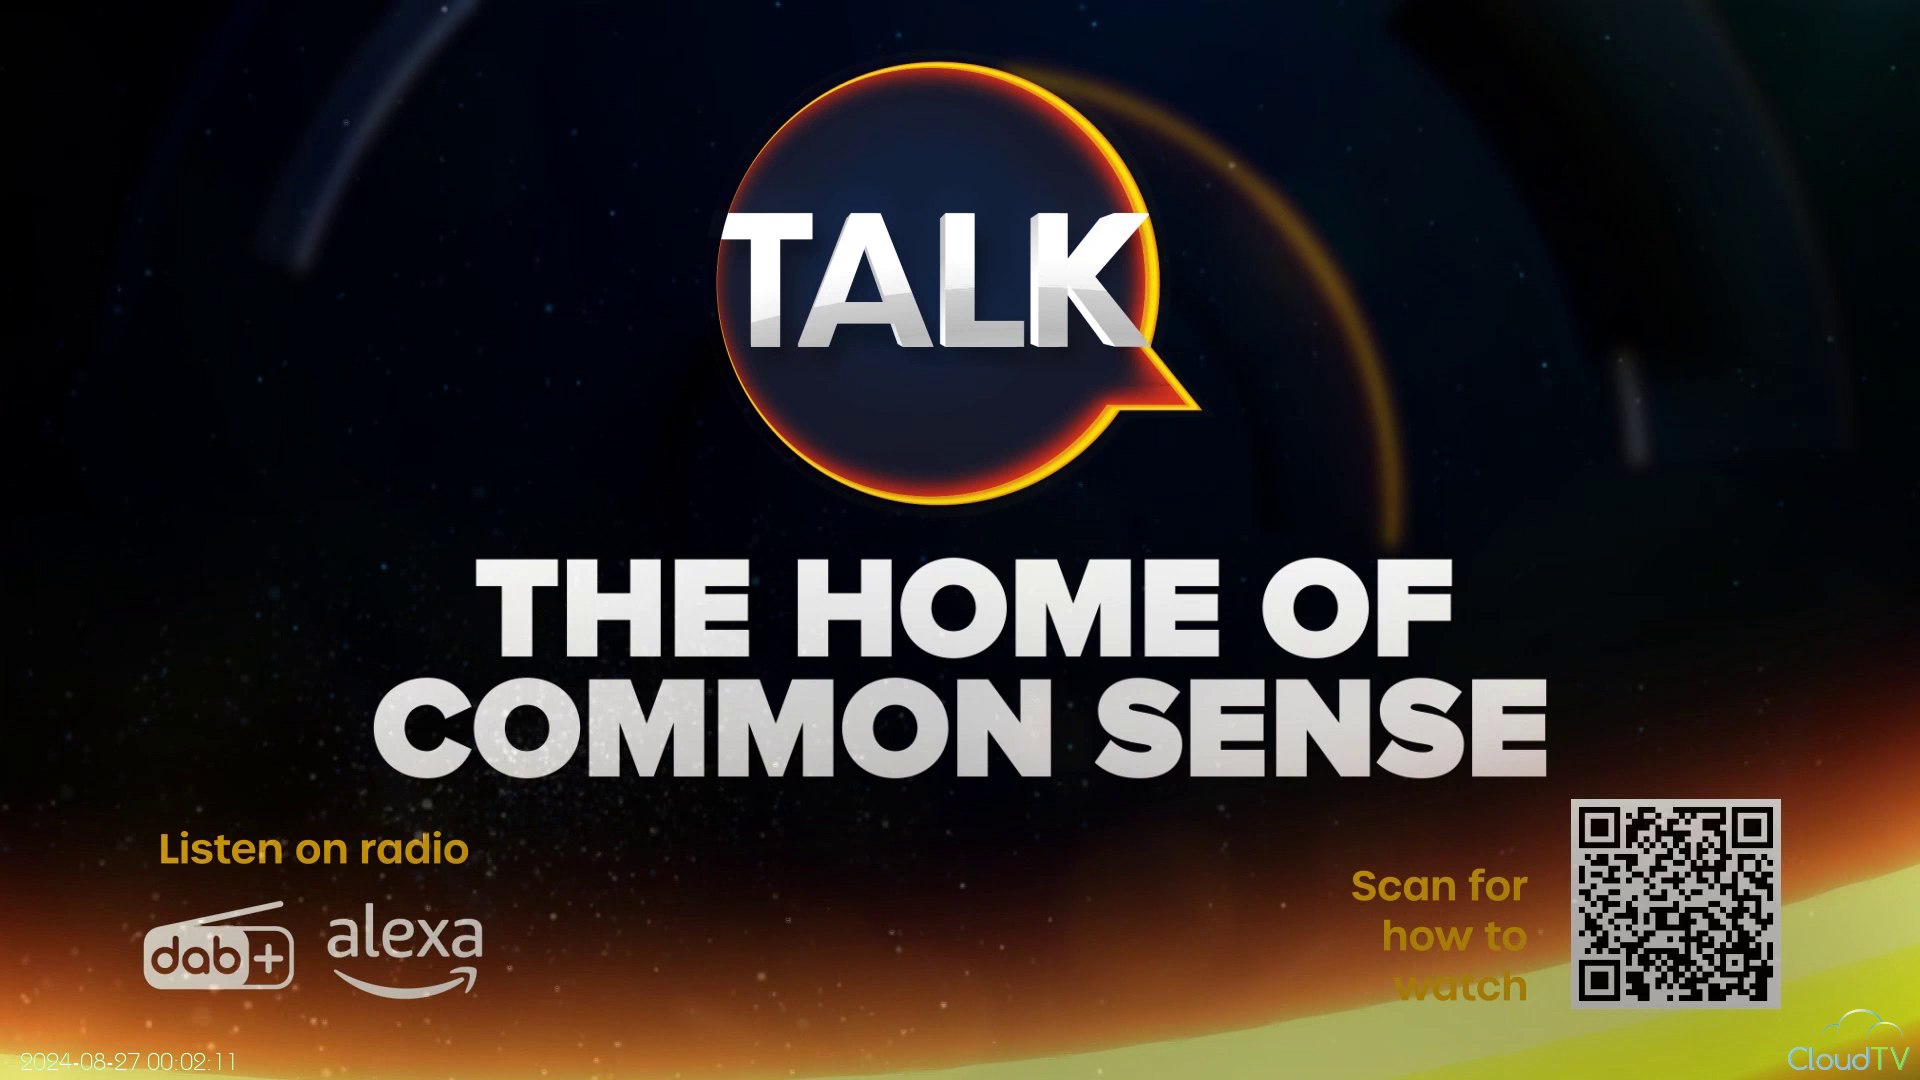 TALK
THE HOME OF
COMMON SENSE
Listen on radio
dab+
alexa
Scan for
how to
watch
2024-08-27 00:02:11
CloudTV